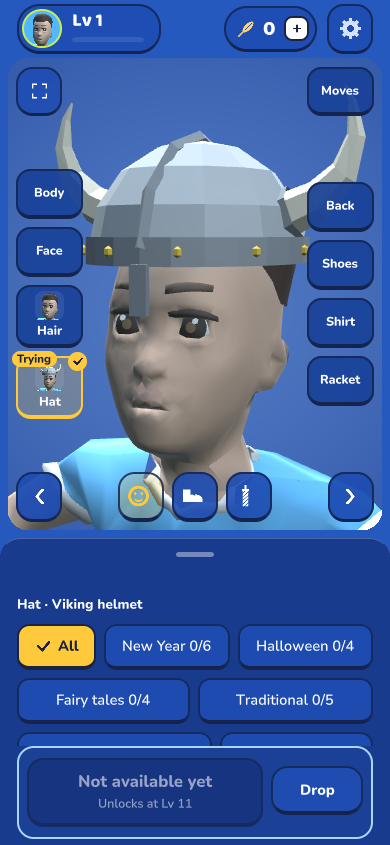 Lv 1
0
Moves
Body
Back
Face
Shoes
Hair
Shirt
Trying
Hat
Racket
Hat · Viking helmet
All
New Year 0/6
Halloween 0/4
Fairy tales 0/4
Traditional 0/5
Not available yet
Unlocks at Lv 11
Drop